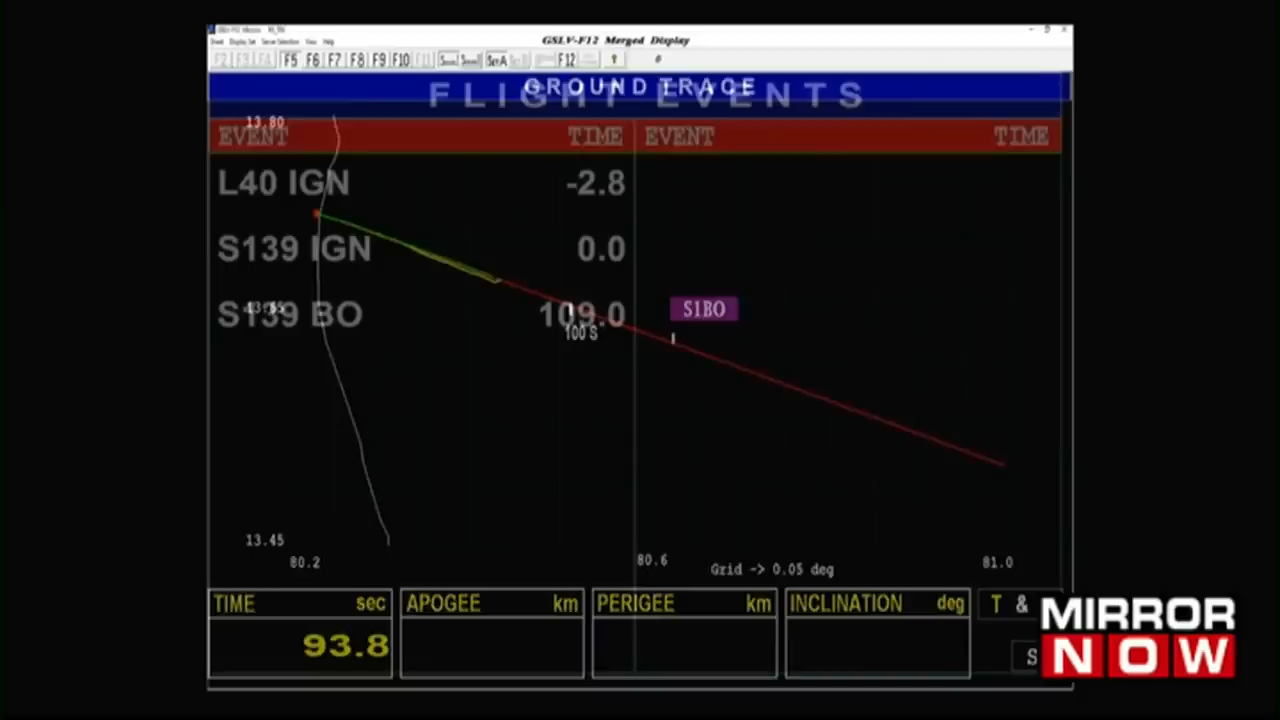 GSLV-F12 Merged Display
F5 F6 F7 F8 F9 F10 F12
GROUND TRACE
FLIGHT EVENTS
13.80
EVENT TIME EVENT TIME
L40 IGN -2.8
S139 IGN 0.0
S139 BO 109.0
S1BO
100 S
13.45
80.2 80.6 81.0
Grid -> 0.05 deg
TIME sec APOGEE km PERIGEE km INCLINATION deg T &
93.8
S
MIRROR
NOW